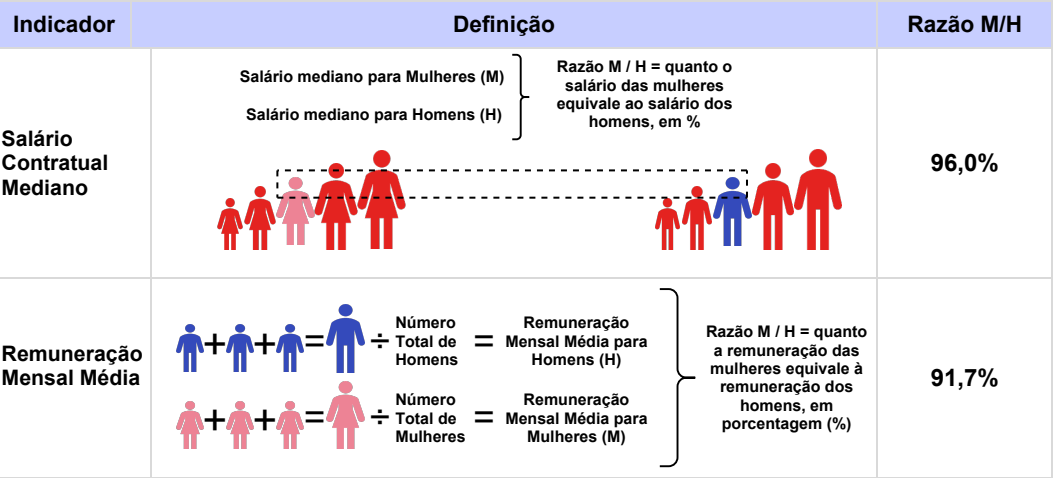 Indicador
Definição
Razão M/H
Salário
Contratual
Mediano
Salário mediano para Mulheres (M)
Salário mediano para Homens (H)
Razão M / H = quanto o
salário das mulheres
equivale ao salário dos
homens, em %
96,0%
Remuneração
Mensal Média
+ + = ÷
Número
Total de
Homens
=
Remuneração
Mensal Média para
Homens (H)
+ + = ÷
Número
Total de
Mulheres
=
Remuneração
Mensal Média para
Mulheres (M)
Razão M / H = quanto
a remuneração das
mulheres equivale à
remuneração dos
homens, em
porcentagem (%)
91,7%